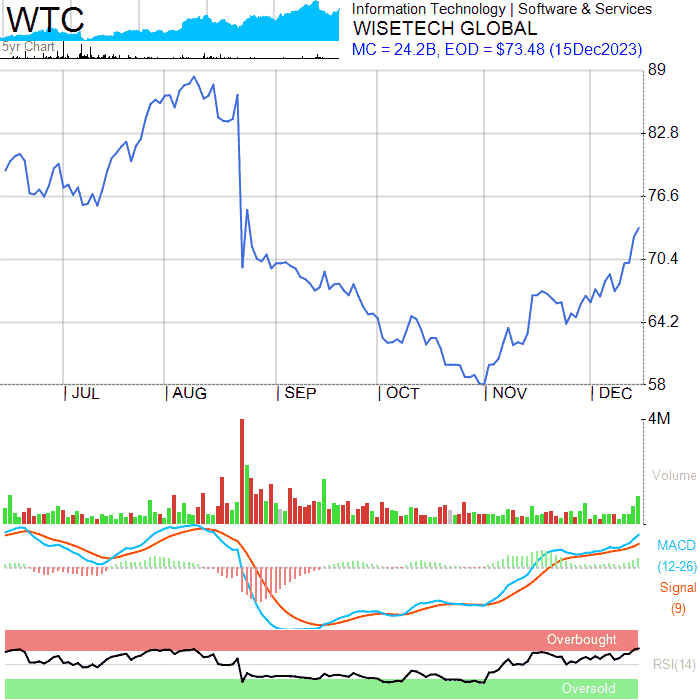 WTC
5yr Chart
Information Technology | Software & Services
WISETECH GLOBAL
MC = 24.2B, EOD = $73.48 (15Dec2023)
89
82.8
76.6
70.4
64.2
58
| JUL | AUG | SEP | OCT | NOV | DEC
4M
Volume
MACD
(12-26)
Signal
(9)
Overbought
RSI(14)
Oversold